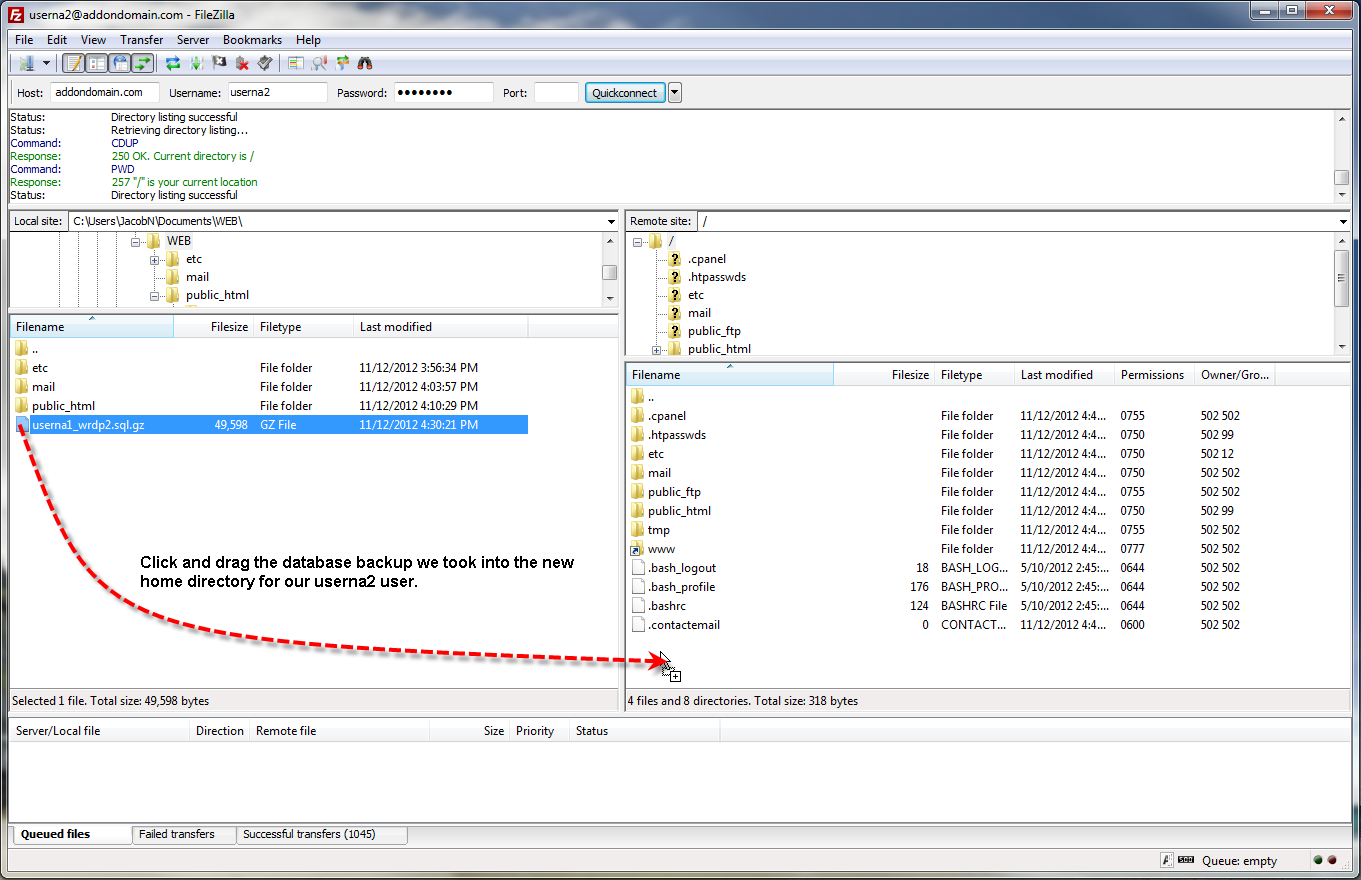 userna2@addondomain.com - FileZilla
File Edit View Transfer Server Bookmarks Help
Host: addondomain.com Username: userna2 Password: ●●●●●●●● Port: Quickconnect
Status: Directory listing successful
Status: Retrieving directory listing...
Command: CDUP
Response: 250 OK. Current directory is /
Command: PWD
Response: 257 "/" is your current location
Status: Directory listing successful
Local site: C:\Users\JacobN\Documents\WEB\
WEB
etc
mail
public_html
Filename Filesize Filetype Last modified
..
etc File folder 11/12/2012 3:56:34 PM
mail File folder 11/12/2012 4:03:57 PM
public_html File folder 11/12/2012 4:10:29 PM
userna1_wrdp2.sql.gz 49,598 GZ File 11/12/2012 4:30:21 PM
Click and drag the database backup we took into the new
home directory for our userna2 user.
Selected 1 file. Total size: 49,598 bytes
Remote site: /
/
.cpanel
.htpasswds
etc
mail
public_ftp
public_html
Filename Filesize Filetype Last modified Permissions Owner/Gro...
..
.cpanel File folder 11/12/2012 4:4... 0755 502 502
.htpasswds File folder 11/12/2012 4:4... 0750 502 99
etc File folder 11/12/2012 4:4... 0750 502 12
mail File folder 11/12/2012 4:4... 0750 502 502
public_ftp File folder 11/12/2012 4:4... 0755 502 502
public_html File folder 11/12/2012 4:4... 0750 502 99
tmp File folder 11/12/2012 4:4... 0755 502 502
www File folder 11/12/2012 4:4... 0777 502 502
.bash_logout 18 BASH_LOG... 5/10/2012 2:45:... 0644 502 502
.bash_profile 176 BASH_PRO... 5/10/2012 2:45:... 0644 502 502
.bashrc 124 BASHRC File 5/10/2012 2:45:... 0644 502 502
.contactemail 0 CONTACT... 11/12/2012 4:4... 0600 502 502
4 files and 8 directories. Total size: 318 bytes
Server/Local file Direction Remote file Size Priority Status
Queued files Failed transfers Successful transfers (1045)
Queue: empty